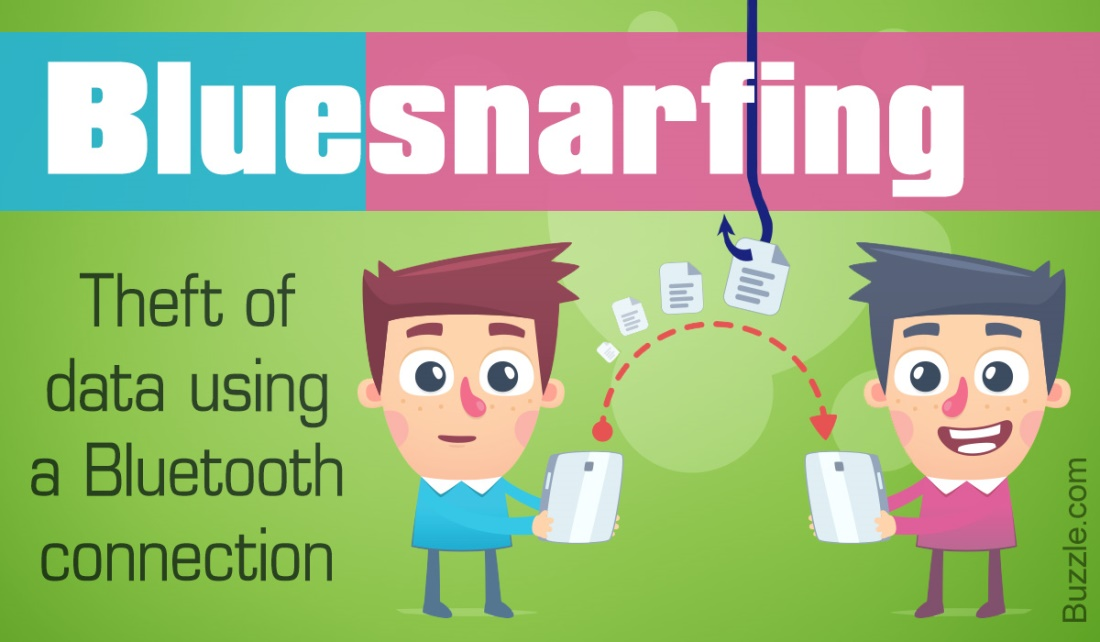 Bluesnarfing
Theft of
data using
a Bluetooth
connection
Buzzle.com